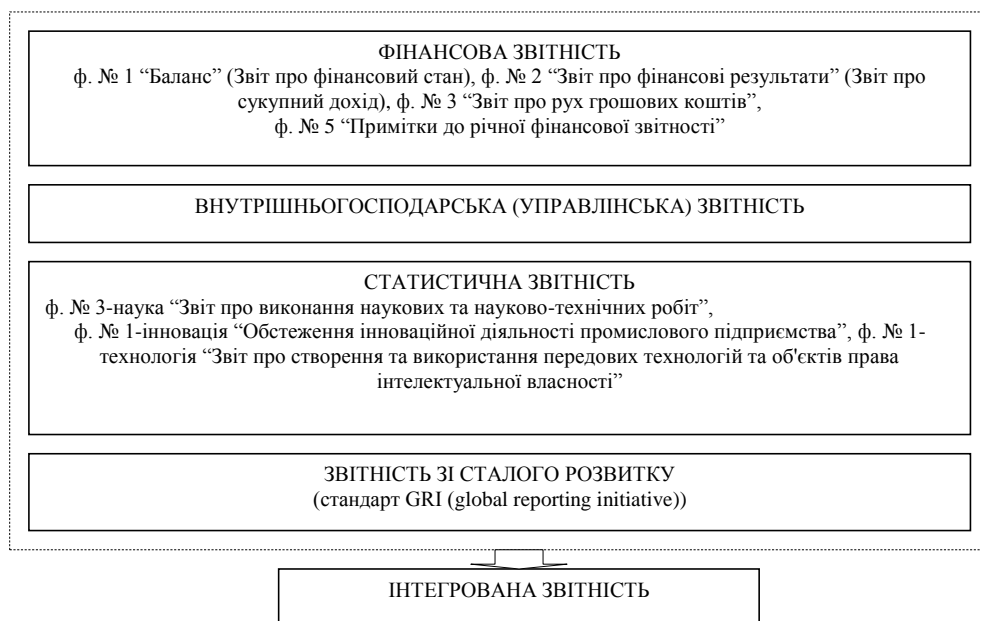 ФІНАНСОВА ЗВІТНІСТЬ
ф. № 1 “Баланс” (Звіт про фінансовий стан), ф. № 2 “Звіт про фінансові результати” (Звіт про
сукупний дохід), ф. № 3 “Звіт про рух грошових коштів”,
ф. № 5 “Примітки до річної фінансової звітності”
ВНУТРІШНЬОГОСПОДАРСЬКА (УПРАВЛІНСЬКА) ЗВІТНІСТЬ
СТАТИСТИЧНА ЗВІТНІСТЬ
ф. № 3-наука “Звіт про виконання наукових та науково-технічних робіт”,
ф. № 1-інновація “Обстеження інноваційної діяльності промислового підприємства”, ф. № 1-
технологія “Звіт про створення та використання передових технологій та об'єктів права
інтелектуальної власності”
ЗВІТНІСТЬ ЗІ СТАЛОГО РОЗВИТКУ
(стандарт GRI (global reporting initiative))
ІНТЕГРОВАНА ЗВІТНІСТЬ